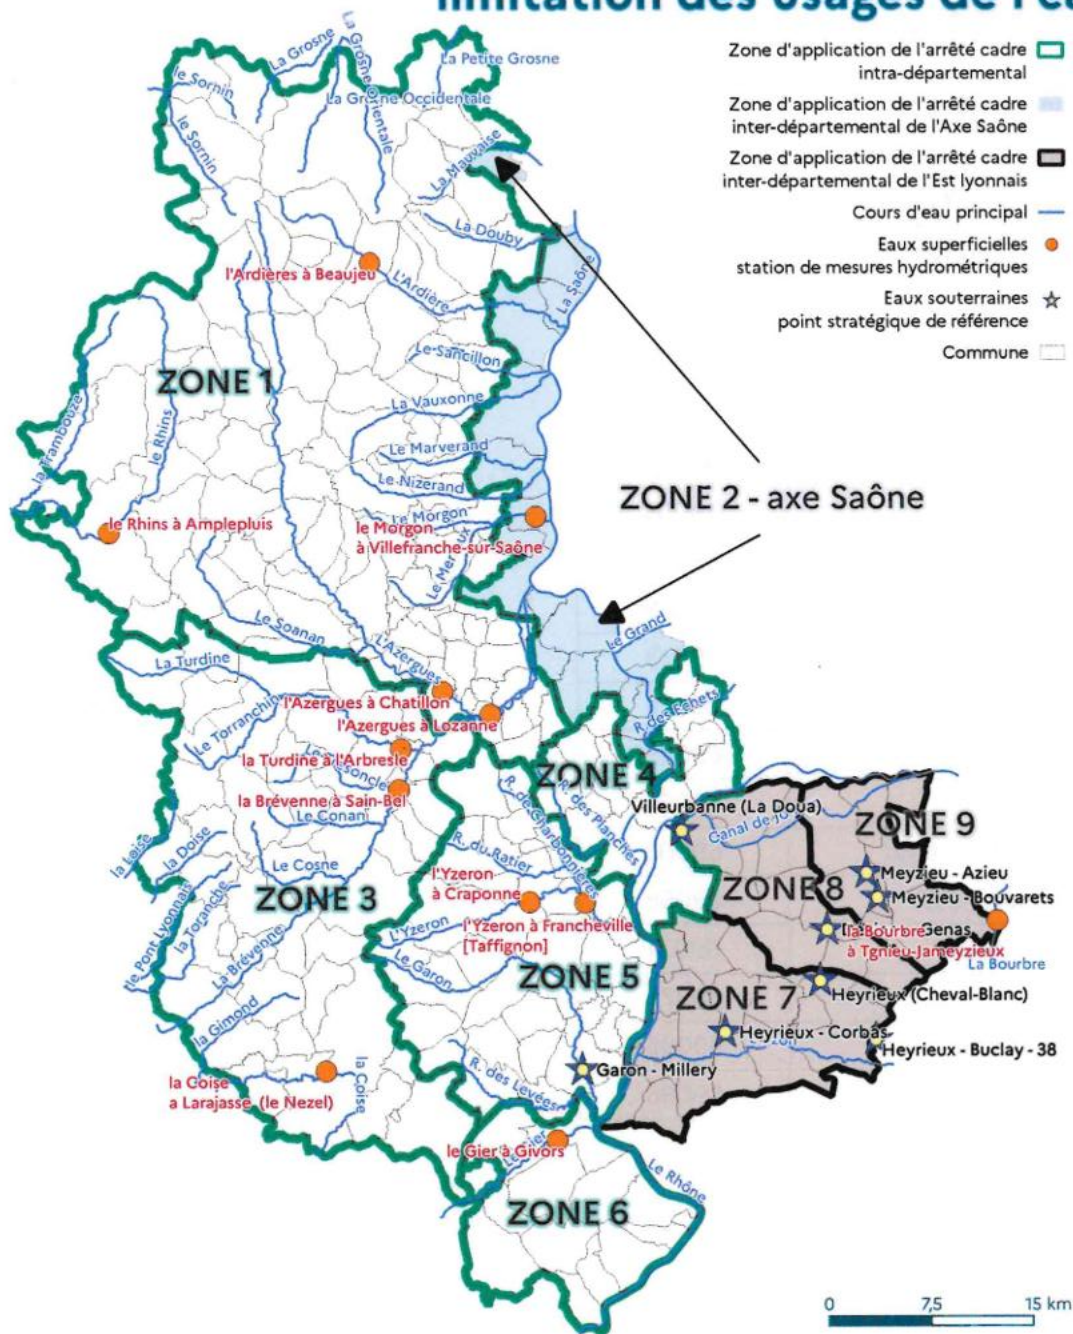 limitation des usages de l'e
Zone d'application de l'arrêté cadre
intra-départemental
Zone d'application de l'arrêté cadre
inter-départemental de l'Axe Saône
Zone d'application de l'arrêté cadre
inter-départemental de l'Est lyonnais
Cours d'eau principal
Eaux superficielles
station de mesures hydrométriques
Eaux souterraines
point stratégique de référence
Commune
La Grosne
La Grosne Orientale
La Petite Grosne
le Sornin
La Grosne Occidentale
le Sornin
La Mauvaise
La Douby
l'Ardières à Beaujeu
L'Ardière
La Saône
Le Sancillon
ZONE 1
La Vauxonne
la Trambouze
le Rhins
Le Marverand
Le Nizerand
ZONE 2 - axe Saône
Le Morgon
le Rhins à Amplepluis
le Morgon
à Villefranche-sur-Saône
Le Soanan
Le Grand
L'Azergues
La Turdine
R. des Echets
l'Azergues à Chatillon
Le Torranchin
l'Azergues à Lozanne
la Turdine à l'Arbresle
ZONE 4
la Brévenne à Sain-Bel
R. des Charbonnières
R. des Planches
Villeurbanne (La Doua)
Le Conan
Canal de Jo
ZONE 9
la Loise
la Doise
R. du Ratier
Le Cosne
l'Yzeron
à Craponne
Meyzieu - Azieu
ZONE 8
Meyzieu - Bouvarets
la Toranche
ZONE 3
l'Yzeron à Francheville
[Taffignon]
L'Yzeron
Genas
la Bourbre
à Tgnieu-Jameyzieux
le Pont Lyonnais
La Brévenne
Le Garon
ZONE 5
La Bourbre
Heyrieux (Cheval-Blanc)
ZONE 7
la Gimond
Heyrieux - Corbas
Heyrieux - Buclay - 38
Garon - Millery
la Coise
a Larajasse (le Nezel)
la Coise
R. des Levées
le Gier à Givors
Le Gier
Le Rhône
ZONE 6
0 7,5 15 km